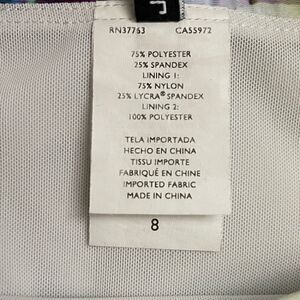 RN37763 CA55972
75% POLYESTER
25% SPANDEX
LINING 1:
75% NYLON
25% LYCRA® SPANDEX
LINING 2:
100% POLYESTER
TELA IMPORTADA
HECHO EN CHINA
TISSU IMPORTE
FABRIQUÉ EN CHINE
IMPORTED FABRIC
MADE IN CHINA
8